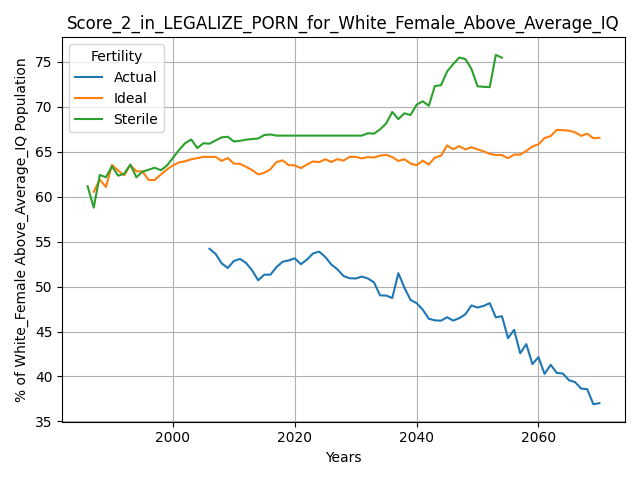 Score_2_in_LEGALIZE_PORN_for_White_Female_Above_Average_IQ
% of White_Female Above_Average_IQ Population
Fertility
Actual
Ideal
Sterile
75
70
65
60
55
50
45
40
35
2000
2020
2040
2060
Years